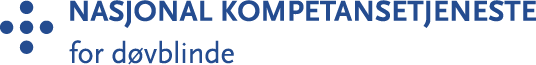 NASJONAL KOMPETANSETJENESTE
for døvblinde